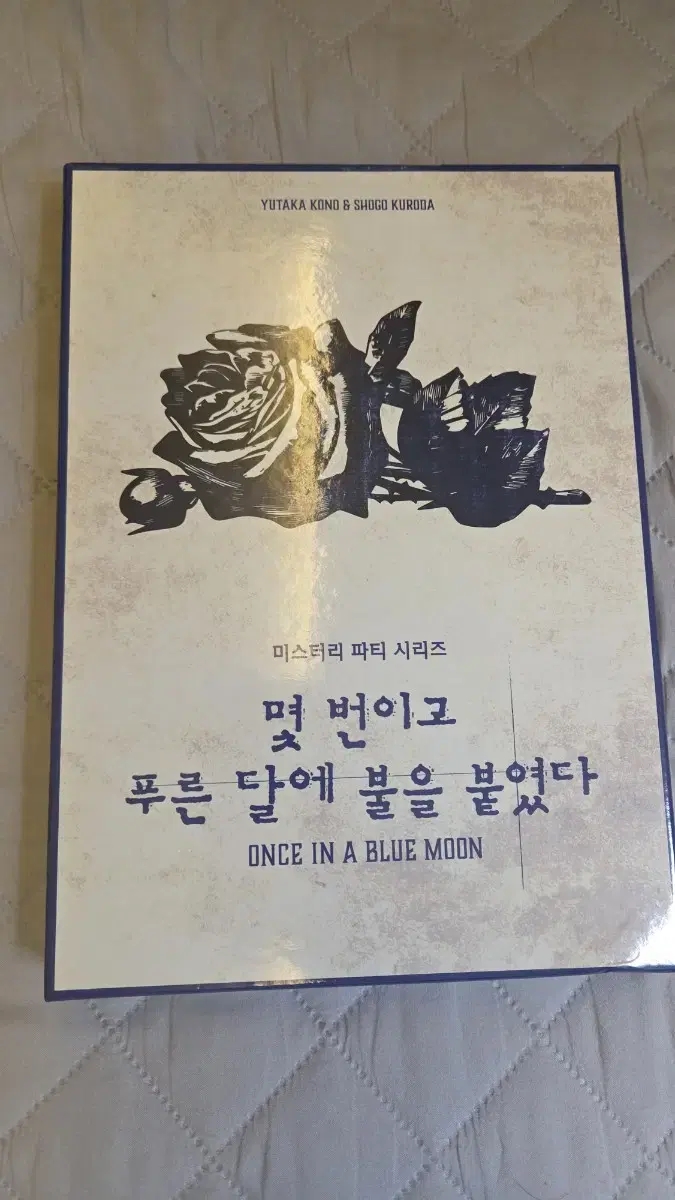 YUTAKA KONO & SHOGO KURODA
미스터리 파티 시리즈
몇 번이고
푸른 달에 불을 붙였다
ONCE IN A BLUE MOON